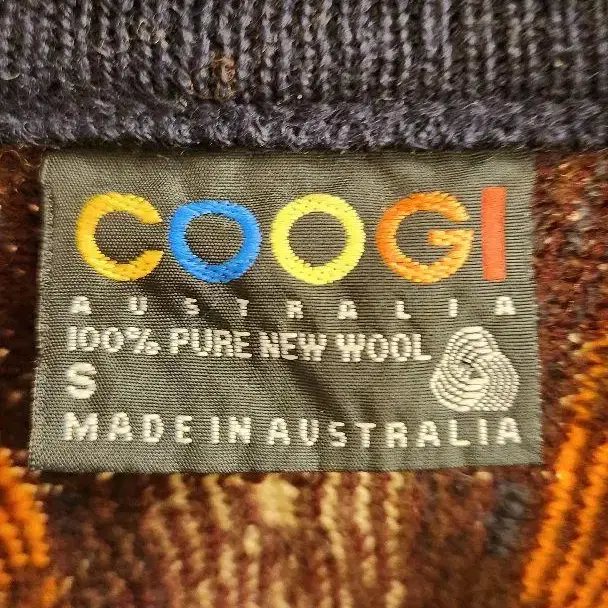 COOGI
AUSTRALIA
100% PURE NEW WOOL
S
MADE IN AUSTRALIA